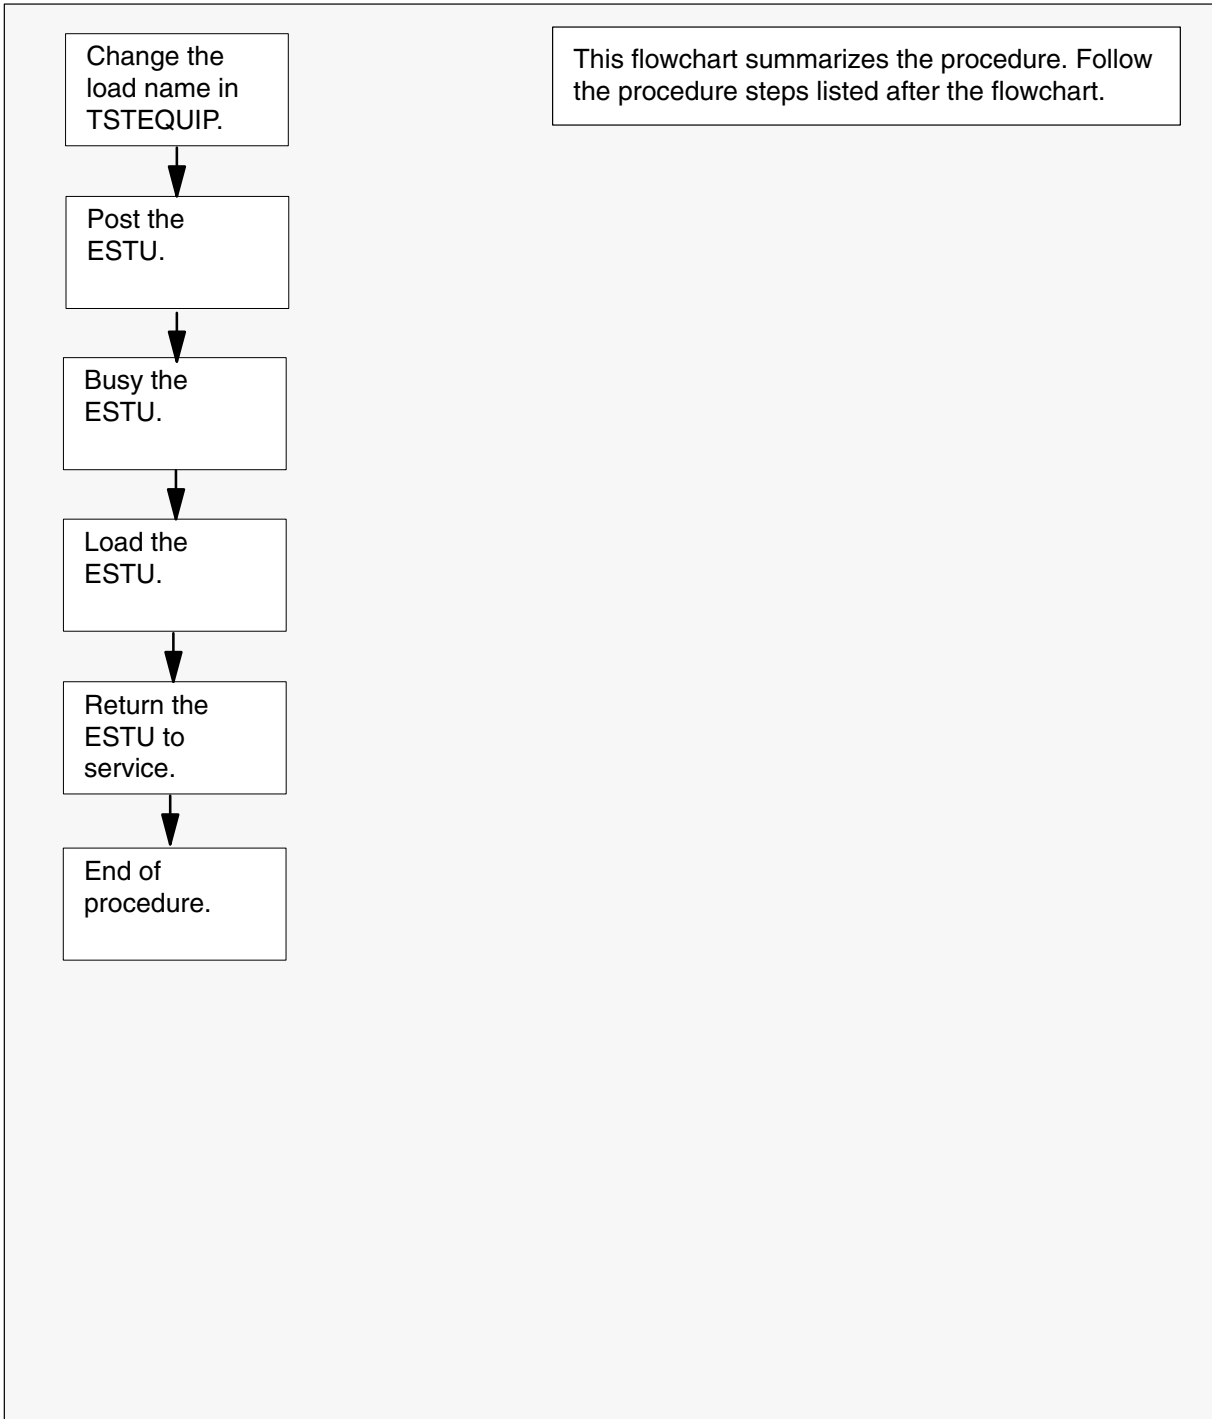 Change the
load name in
TSTEQUIP.
This flowchart summarizes the procedure. Follow
the procedure steps listed after the flowchart.
Post the
ESTU.
Busy the
ESTU.
Load the
ESTU.
Return the
ESTU to
service.
End of
procedure.